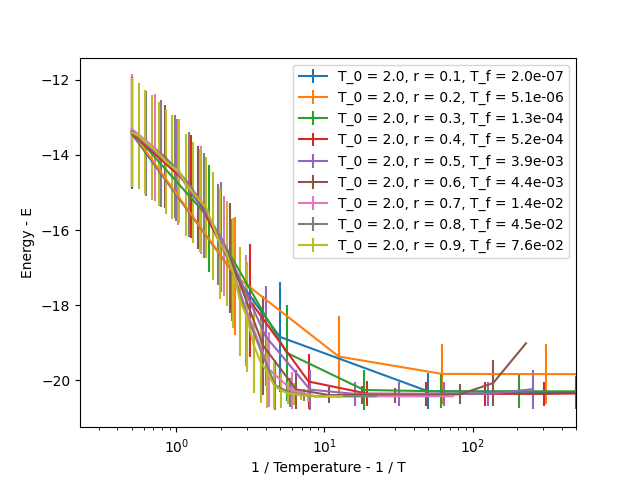 −12
−14
−16
−18
−20
Energy - E
10⁰
10¹
10²
1 / Temperature - 1 / T
T_0 = 2.0, r = 0.1, T_f = 2.0e-07
T_0 = 2.0, r = 0.2, T_f = 5.1e-06
T_0 = 2.0, r = 0.3, T_f = 1.3e-04
T_0 = 2.0, r = 0.4, T_f = 5.2e-04
T_0 = 2.0, r = 0.5, T_f = 3.9e-03
T_0 = 2.0, r = 0.6, T_f = 4.4e-03
T_0 = 2.0, r = 0.7, T_f = 1.4e-02
T_0 = 2.0, r = 0.8, T_f = 4.5e-02
T_0 = 2.0, r = 0.9, T_f = 7.6e-02